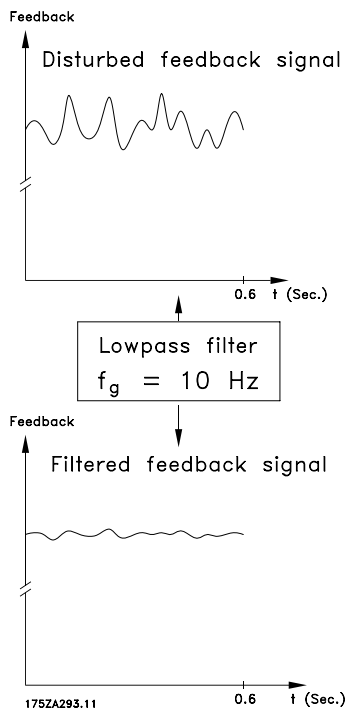 Feedback
Disturbed feedback signal
0.6 t (Sec.)
Lowpass filter
fg = 10 Hz
Feedback
Filtered feedback signal
0.6 t (Sec.)
175ZA293.11